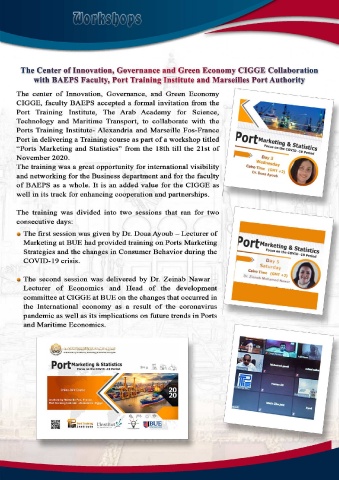 Workshops
The Center of Innovation, Governance and Green Economy CIGGE Collaboration
with BAEPS Faculty, Port Training Institute and Marseilles Port Authority
The center of Innovation, Governance, and Green Economy
CIGGE, faculty BAEPS accepted a formal invitation from the
Port Training Institute, The Arab Academy for Science,
Technology and Maritime Transport, to collaborate with the
Ports Training Institute- Alexandria and Marseille Fos-France
Port in delivering a Training course as part of a workshop titled
"Ports Marketing and Statistics" from the 18th till the 21st of
November 2020.
The training was a great opportunity for international visibility
and networking for the Business department and for the faculty
of BAEPS as a whole. It is an added value for the CIGGE as
well in its track for enhancing cooperation and partnerships.
The training was divided into two sessions that ran for two
consecutive days:
The first session was given by Dr. Doaa Ayoub – Lecturer of
Marketing at BUE had provided training on Ports Marketing
Strategies and the changes in Consumer Behavior during the
COVID-19 crisis.
The second session was delivered by Dr. Zeinab Nawar –
Lecturer of Economics and Head of the development
committee at CIGGE at BUE on the changes that occurred in
the International economy as a result of the coronavirus
pandemic as well as its implications on future trends in Ports
and Maritime Economics.
Port Marketing & Statistics
Focus on the COVID -19 Period
Day 2
Wednesday
Cairo Time (GMT +2)
Dr. Doaa Ayoub
Port Marketing & Statistics
Focus on the COVID -19 Period
Saturday
Cairo Time (GMT +2)
Port Marketing & Statistics
Focus on the COVID -19 Period
20
20
BUE